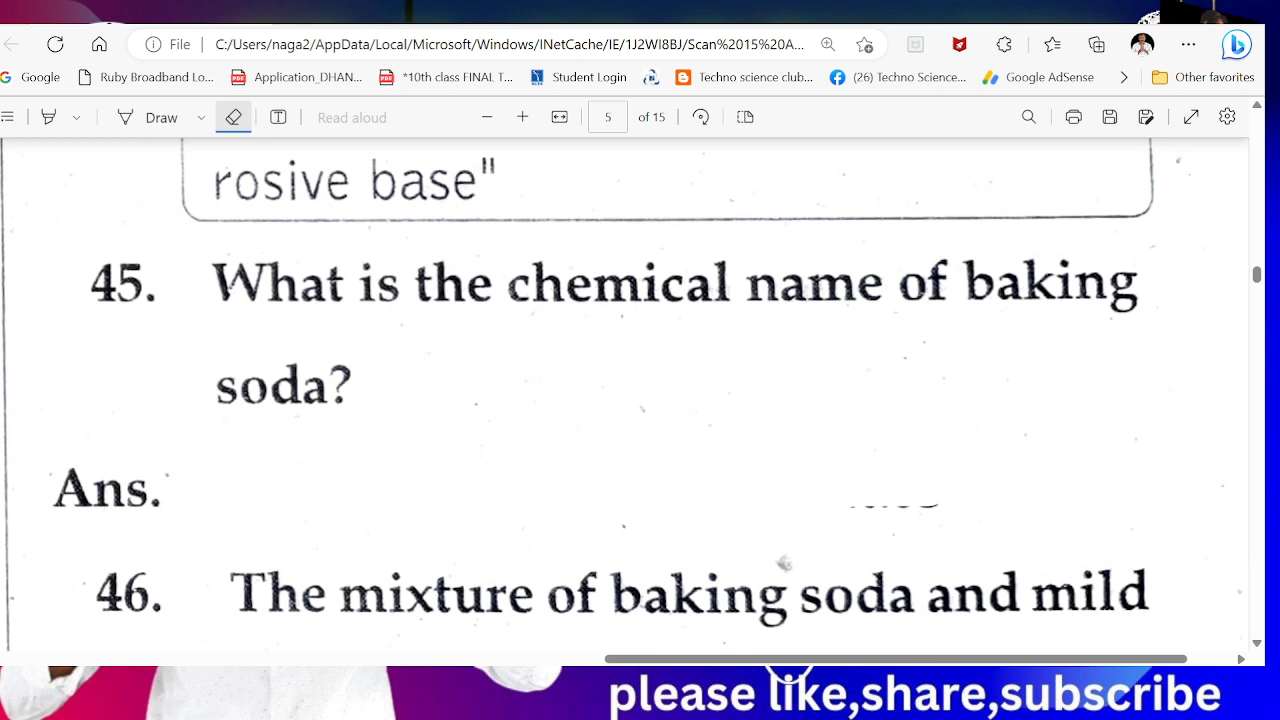 File
C:/Users/naga2/AppData/Local/Microsoft/Windows/INetCache/IE/1J2WI8BJ/Scan%2015%20A...
Google Ruby Broadband Lo... Application_DHAN... *10th class FINAL T... Student Login Techno science club... (26) Techno Science... Google AdSense Other favorites
Draw Read aloud 5 of 15
rosive base"
45. What is the chemical name of baking
soda?
Ans.
46. The mixture of baking soda and mild
please like,share,subscribe